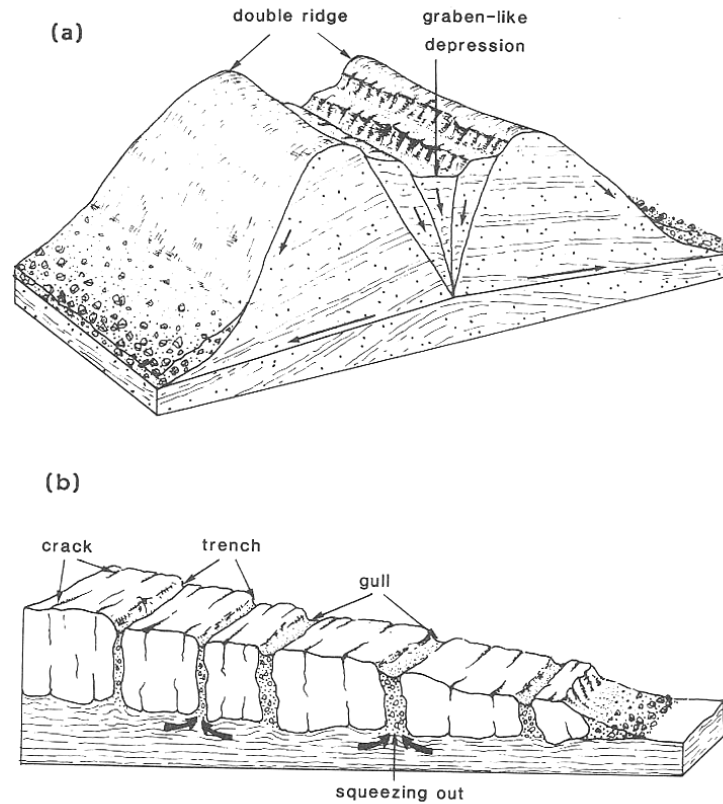 (a)
double ridge
graben-like
depression
(b)
crack
trench
gull
squeezing out